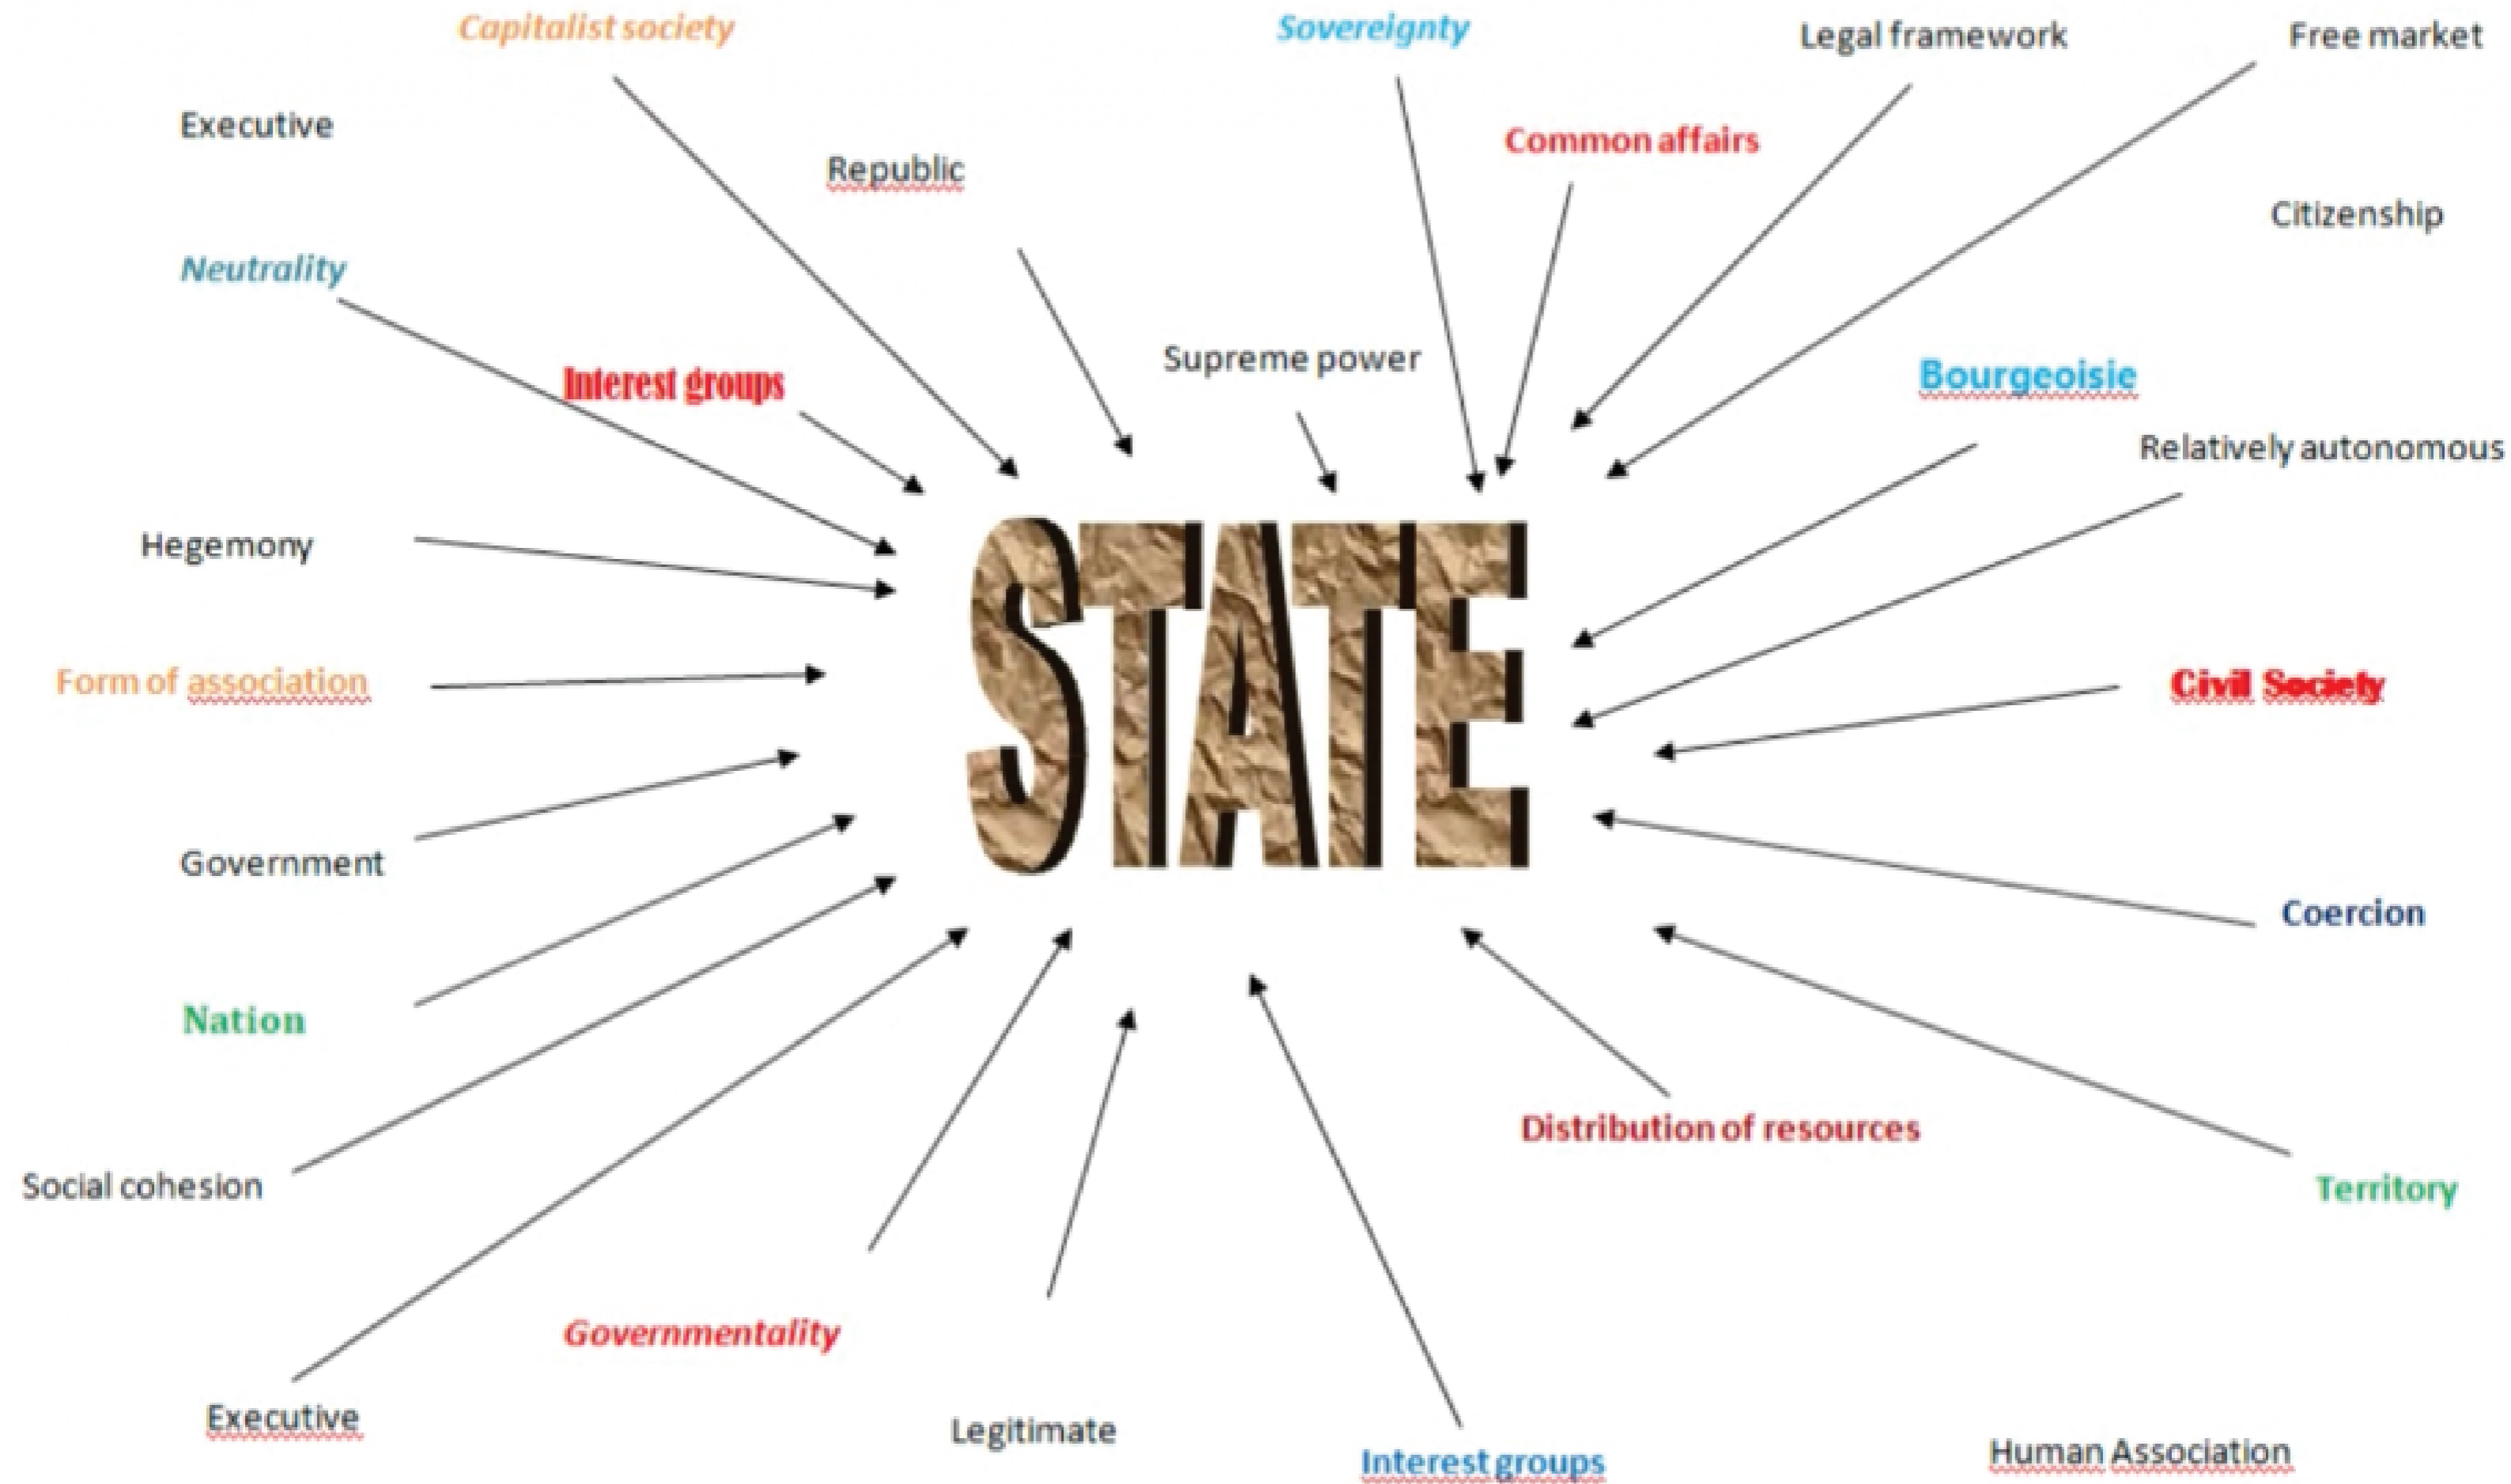 Capitalist society
Sovereignty
Legal framework
Free market
Executive
Common affairs
Republic
Citizenship
Neutrality
Supreme power
Interest groups
Bourgeoisie
Relatively autonomous
Hegemony
STATE
Form of association
Civil Society
Government
Coercion
Nation
Distribution of resources
Social cohesion
Territory
Governmentality
Executive
Legitimate
Interest groups
Human Association